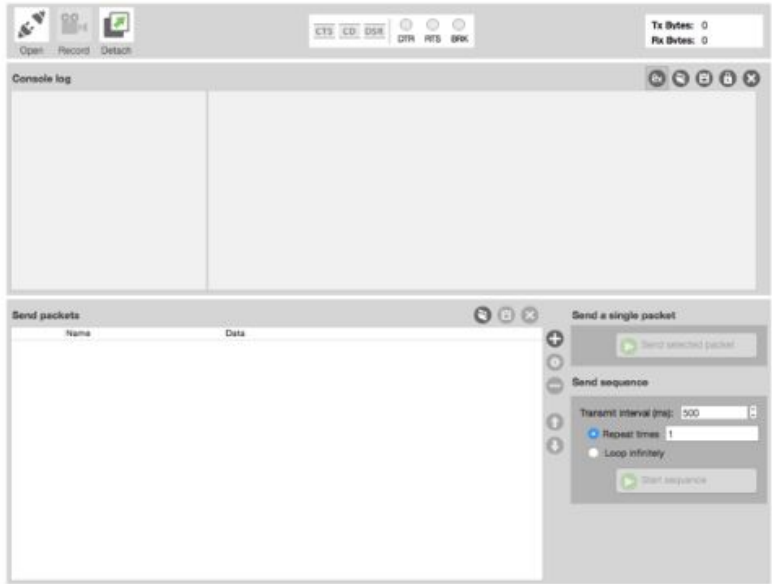 Open Record Detach
CTS CD DSR DTR RTS BRK
Tx Bytes: 0
Rx Bytes: 0
Console log
Send packets
Name Data
Send a single packet
Send selected packet
Send sequence
Transmit interval (ms): 500
Repeat times 1
Loop infinitely
Start sequence